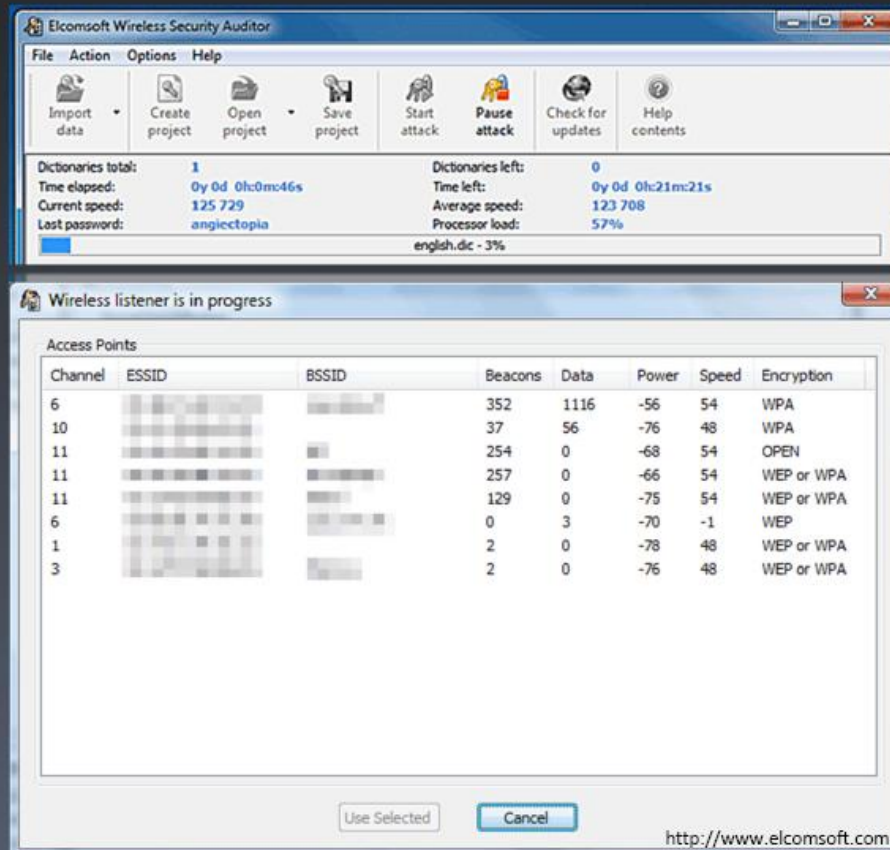 Elcomsoft Wireless Security Auditor
File Action Options Help
Import data
Create project
Open project
Save project
Start attack
Pause attack
Check for updates
Help contents
Dictionaries total: 1 Dictionaries left: 0
Time elapsed: 0y 0d 0h:0m:46s Time left: 0y 0d 0h:21m:21s
Current speed: 125 729 Average speed: 123 708
Last password: angiectopia Processor load: 57%
english.dic - 3%
Wireless listener is in progress
Access Points
Channel ESSID BSSID Beacons Data Power Speed Encryption
6 352 1116 -56 54 WPA
10 37 56 -76 48 WPA
11 254 0 -68 54 OPEN
11 257 0 -66 54 WEP or WPA
11 129 0 -75 54 WEP or WPA
6 0 3 -70 -1 WEP
1 2 0 -78 48 WEP or WPA
3 2 0 -76 48 WEP or WPA
Use Selected Cancel
http://www.elcomsoft.com